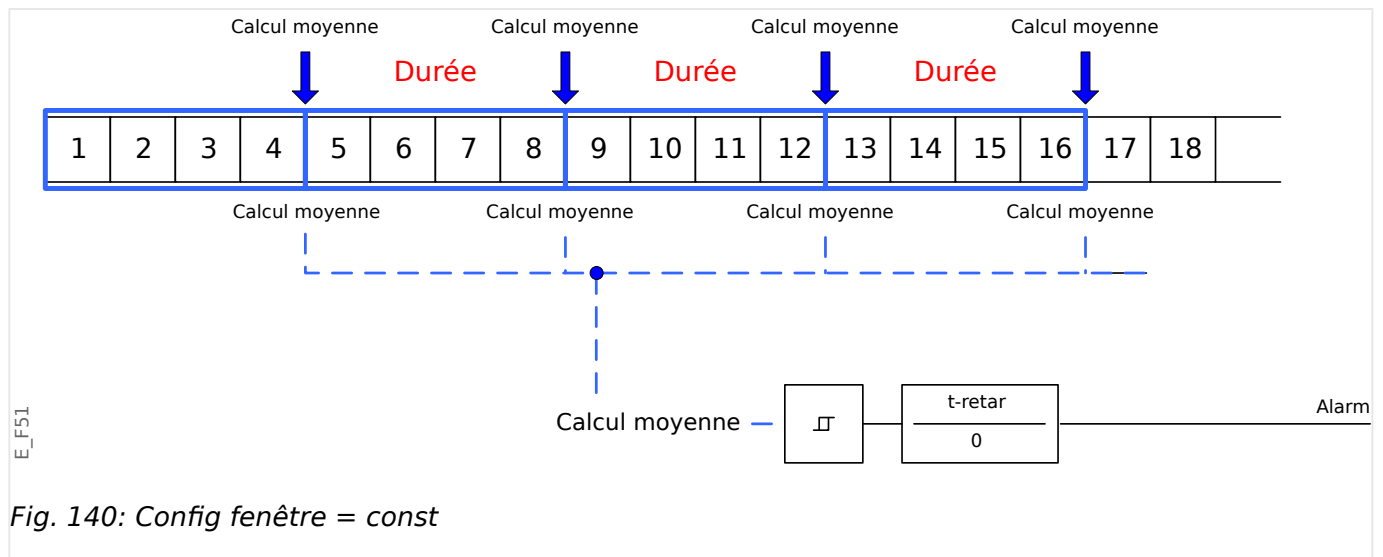 Calcul moyenne Calcul moyenne Calcul moyenne Calcul moyenne
Durée Durée Durée
1 2 3 4 5 6 7 8 9 10 11 12 13 14 15 16 17 18
Calcul moyenne Calcul moyenne Calcul moyenne Calcul moyenne
t-retar
Alarm
Calcul moyenne
0
E_F51
Fig. 140: Config fenêtre = const